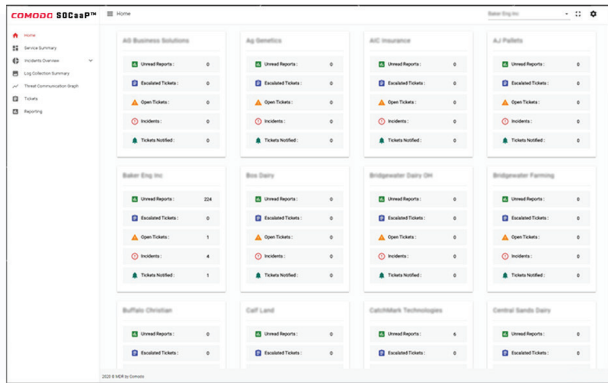 COMODO SOCaaP™
Home
Baker Eng Inc
Home
Service Summary
Incidents Overview
Log Collection Summary
Threat Communication Graph
Tickets
Reporting
AS Business Solutions
Ag Genetics
AIC Insurance
AJ Pallets
Unread Reports : 0
Unread Reports : 0
Unread Reports : 0
Unread Reports : 0
Escalated Tickets : 0
Escalated Tickets : 0
Escalated Tickets : 0
Escalated Tickets : 0
Open Tickets : 0
Open Tickets : 0
Open Tickets : 0
Open Tickets : 0
Incidents : 0
Incidents : 0
Incidents : 0
Incidents : 0
Tickets Notified : 0
Tickets Notified : 0
Tickets Notified : 0
Tickets Notified : 0
Baker Eng Inc
Bos Dairy
Bridgewater Dairy OH
Bridgewater Farming
Unread Reports : 224
Unread Reports : 0
Unread Reports : 0
Unread Reports : 0
Escalated Tickets : 0
Escalated Tickets : 0
Escalated Tickets : 0
Escalated Tickets : 0
Open Tickets : 1
Open Tickets : 0
Open Tickets : 0
Open Tickets : 0
Incidents : 4
Incidents : 0
Incidents : 0
Incidents : 0
Tickets Notified : 1
Tickets Notified : 0
Tickets Notified : 0
Tickets Notified : 0
Buffalo Christian
Calf Land
CatchMark Technologies
Central Sands Dairy
Unread Reports : 0
Unread Reports : 0
Unread Reports : 6
Unread Reports : 0
Escalated Tickets : 0
Escalated Tickets : 0
Escalated Tickets : 0
Escalated Tickets : 0
2020 © MDR by Comodo